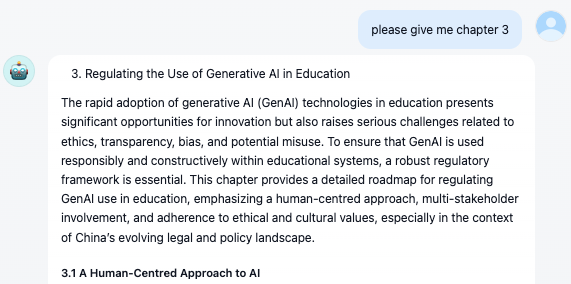 please give me chapter 3
3. Regulating the Use of Generative AI in Education
The rapid adoption of generative AI (GenAI) technologies in education presents
significant opportunities for innovation but also raises serious challenges related to
ethics, transparency, bias, and potential misuse. To ensure that GenAI is used
responsibly and constructively within educational systems, a robust regulatory
framework is essential. This chapter provides a detailed roadmap for regulating
GenAI use in education, emphasizing a human-centred approach, multi-stakeholder
involvement, and adherence to ethical and cultural values, especially in the context
of China’s evolving legal and policy landscape.
3.1 A Human-Centred Approach to AI